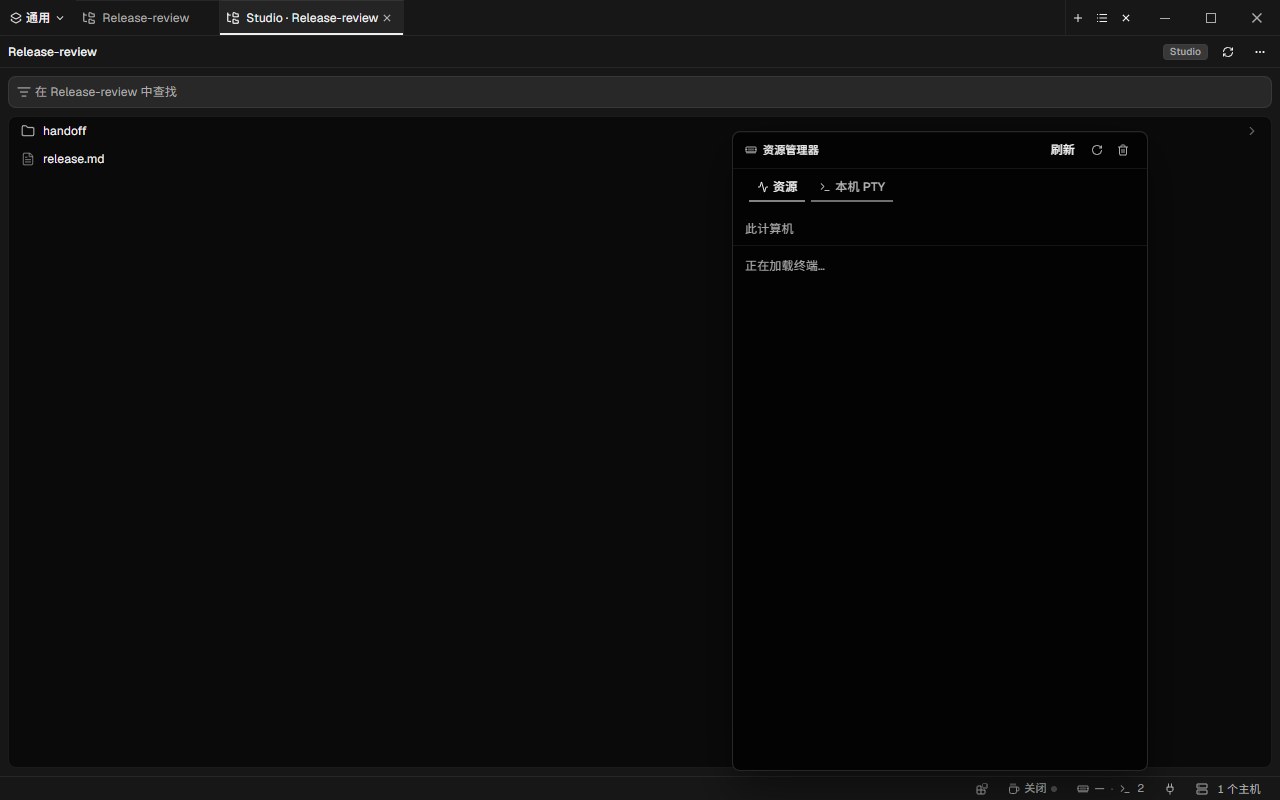 通用 Release-review Studio · Release-review
Release-review Studio
在 Release-review 中查找
handoff
release.md
资源管理器 刷新
资源 本机 PTY
此计算机
正在加载终端...
关闭 — · 2 1 个主机